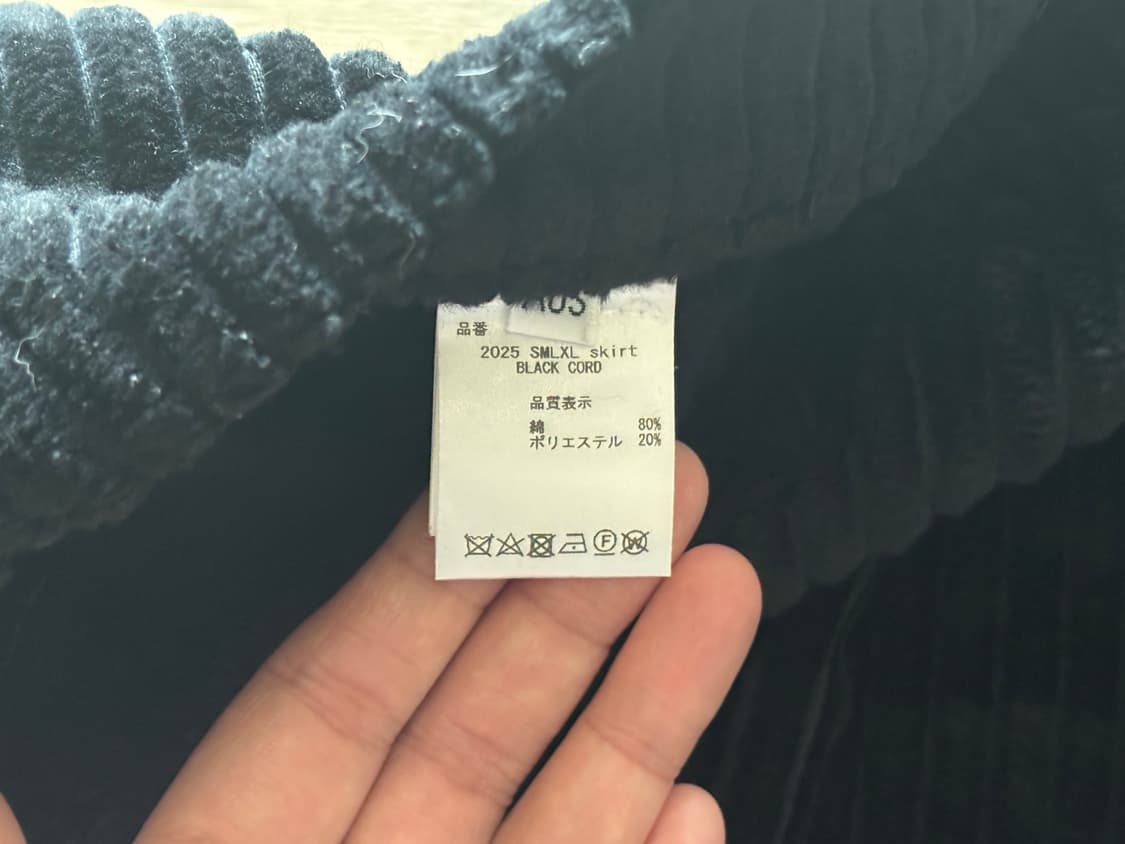 品番
2025 SMLXL skirt
BLACK CORD
品質表示
綿 80%
ポリエステル 20%
F
W